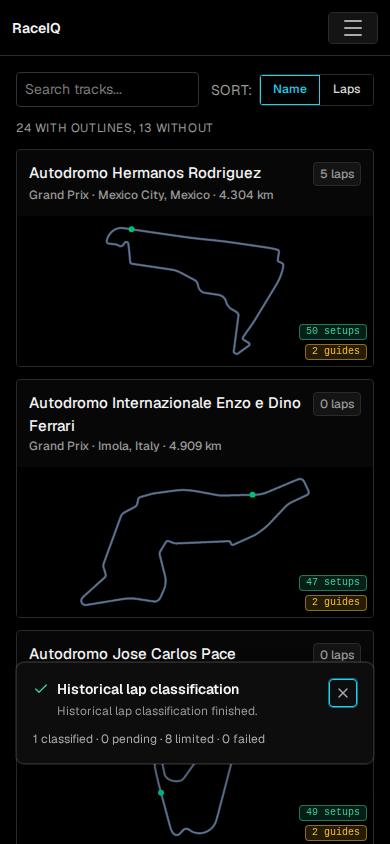 RaceIQ
Search tracks...
SORT:
Name
Laps
24 WITH OUTLINES, 13 WITHOUT
Autodromo Hermanos Rodriguez
5 laps
Grand Prix · Mexico City, Mexico · 4.304 km
50 setups
2 guides
Autodromo Internazionale Enzo e Dino
Ferrari
0 laps
Grand Prix · Imola, Italy · 4.909 km
47 setups
2 guides
Autodromo Jose Carlos Pace
0 laps
Historical lap classification
Historical lap classification finished.
1 classified · 0 pending · 8 limited · 0 failed
49 setups
2 guides